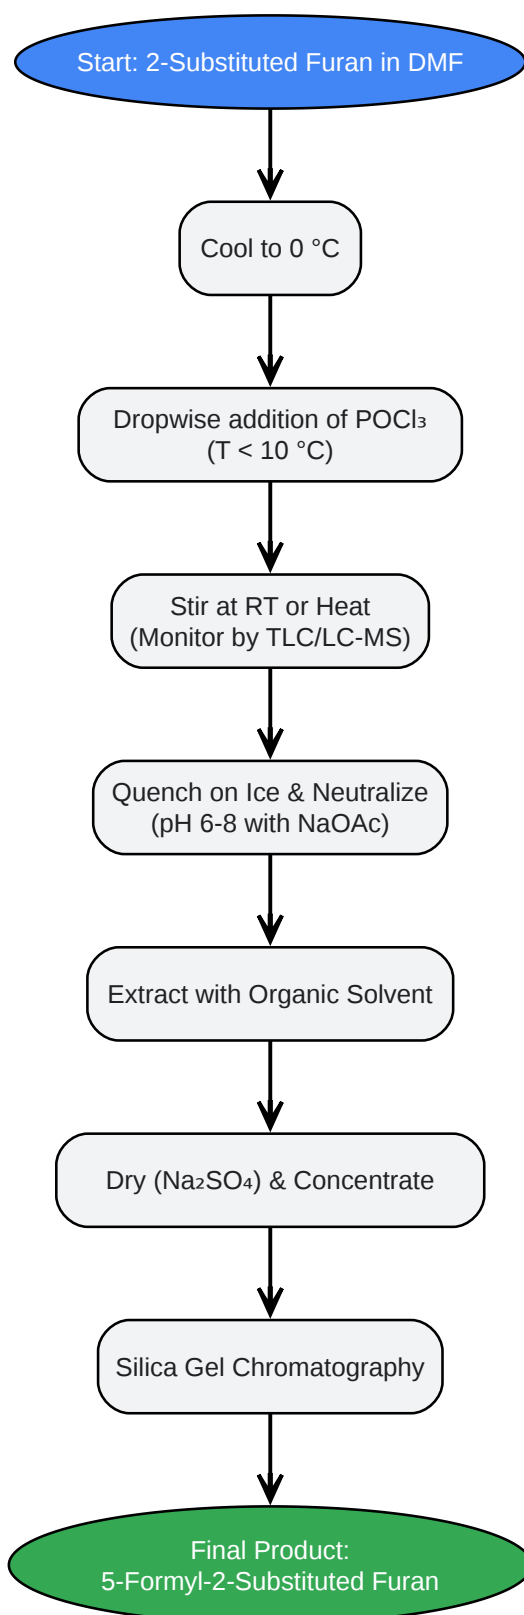 Start: 2-Substituted Furan in DMF
Cool to 0 °C
Dropwise addition of POCl₃
(T < 10 °C)
Stir at RT or Heat
(Monitor by TLC/LC-MS)
Quench on Ice & Neutralize
(pH 6-8 with NaOAc)
Extract with Organic Solvent
Dry (Na₂SO₄) & Concentrate
Silica Gel Chromatography
Final Product:
5-Formyl-2-Substituted Furan